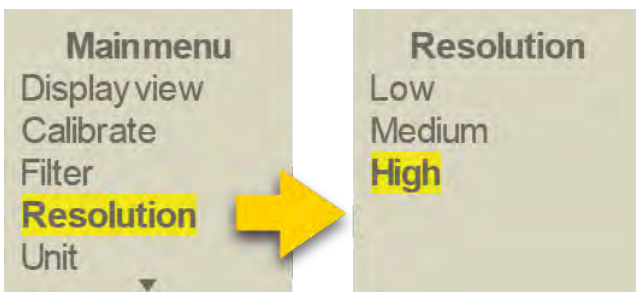 Mainmenu
Display view
Calibrate
Filter
Resolution
Unit
Resolution
Low
Medium
High